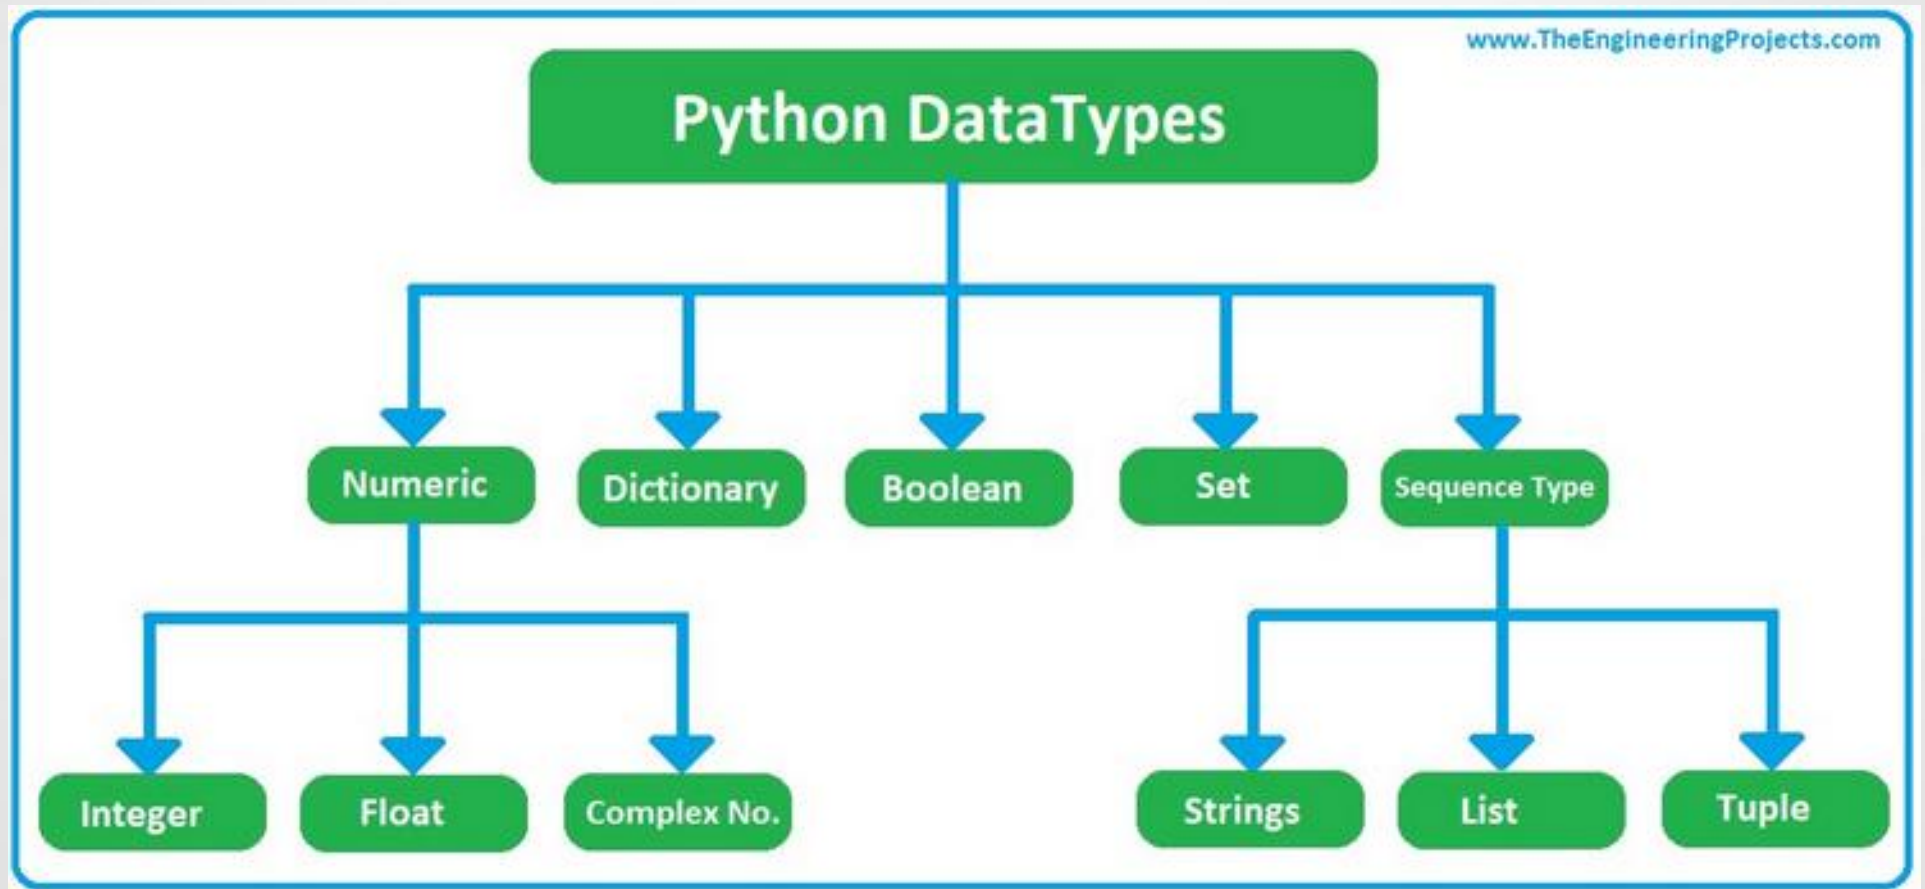 www.TheEngineeringProjects.com
Python DataTypes
Numeric
Dictionary
Boolean
Set
Sequence Type
Integer
Float
Complex No.
Strings
List
Tuple